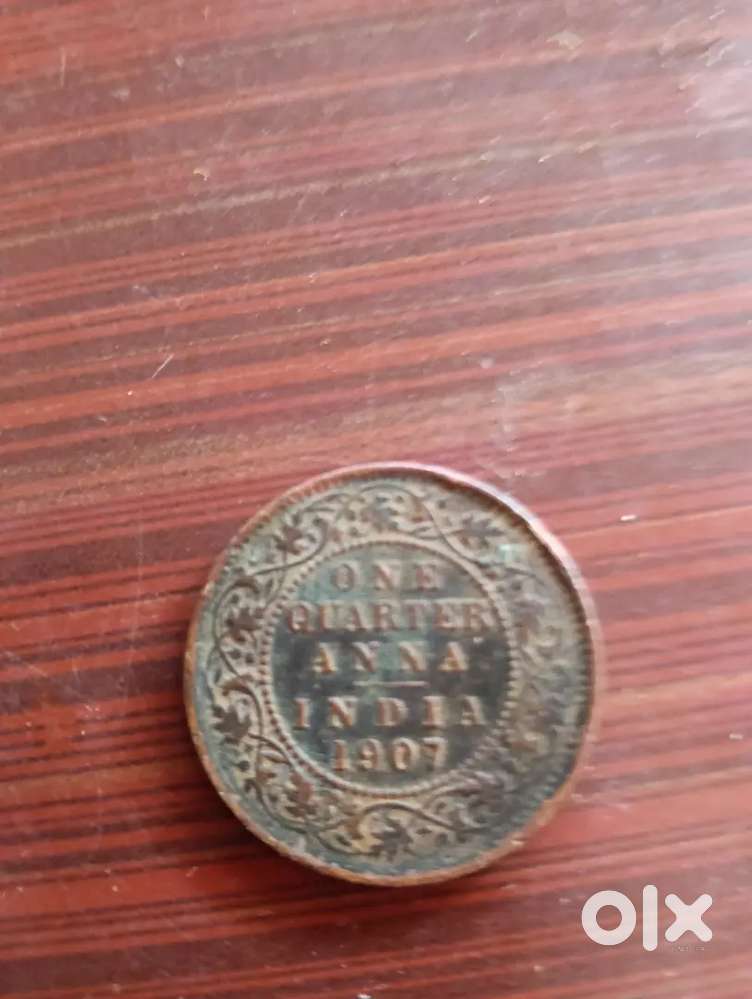 ONE
QUARTER
ANNA
INDIA
1907
olx